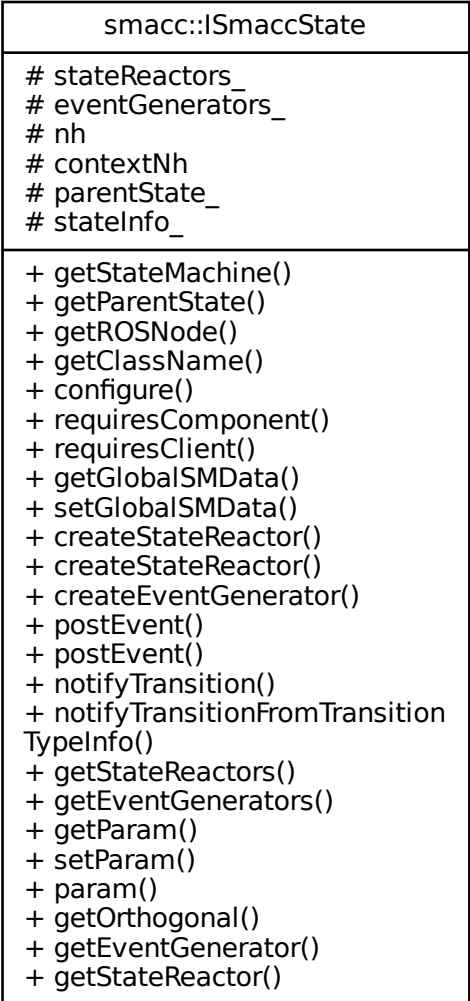 smacc::ISmaccState
# stateReactors_
# eventGenerators_
# nh
# contextNh
# parentState_
# stateInfo_
+ getStateMachine()
+ getParentState()
+ getROSNode()
+ getClassName()
+ configure()
+ requiresComponent()
+ requiresClient()
+ getGlobalSMData()
+ setGlobalSMData()
+ createStateReactor()
+ createStateReactor()
+ createEventGenerator()
+ postEvent()
+ postEvent()
+ notifyTransition()
+ notifyTransitionFromTransition
TypeInfo()
+ getStateReactors()
+ getEventGenerators()
+ getParam()
+ setParam()
+ param()
+ getOrthogonal()
+ getEventGenerator()
+ getStateReactor()